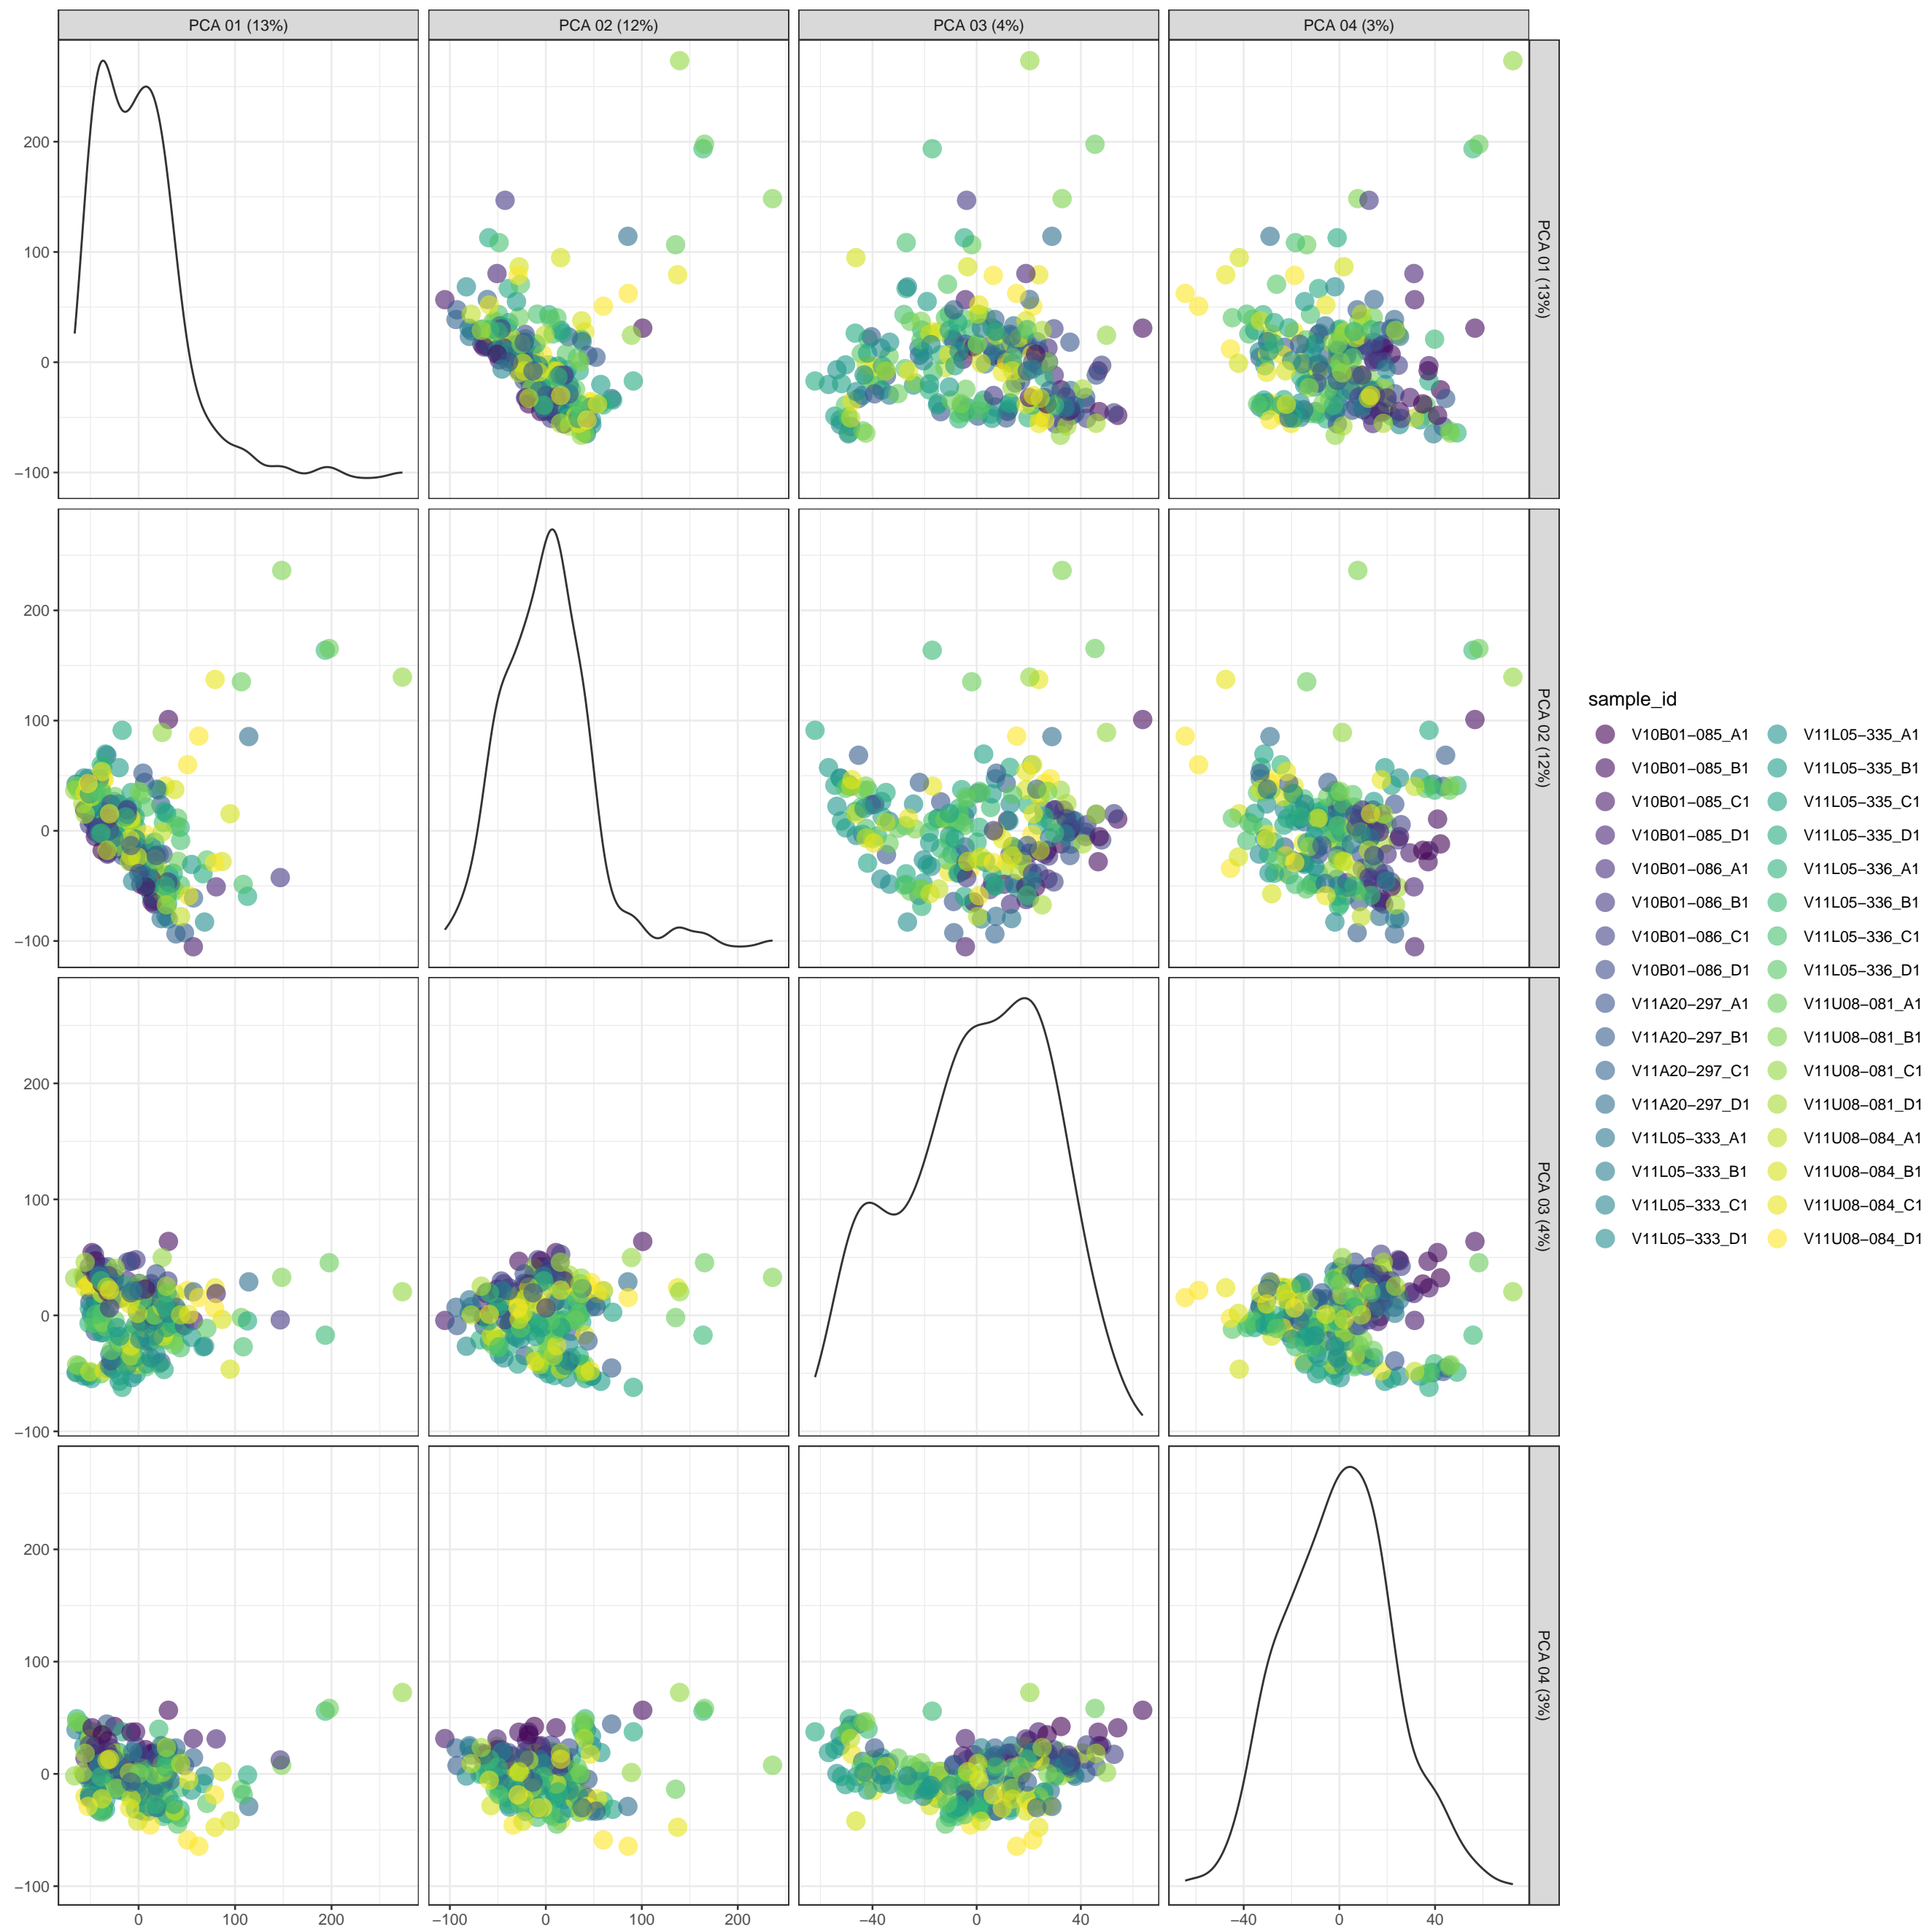 PCA 01 (13%)
PCA 02 (12%)
PCA 03 (4%)
PCA 04 (3%)
200
100
0
−100
PCA 01 (13%)
200
100
0
−100
PCA 02 (12%)
200
100
0
−100
PCA 03 (4%)
200
100
0
−100
PCA 04 (3%)
0 100 200
−100 0 100 200
−40 0 40
−40 0 40
sample_id
V10B01−085_A1
V10B01−085_B1
V10B01−085_C1
V10B01−085_D1
V10B01−086_A1
V10B01−086_B1
V10B01−086_C1
V10B01−086_D1
V11A20−297_A1
V11A20−297_B1
V11A20−297_C1
V11A20−297_D1
V11L05−333_A1
V11L05−333_B1
V11L05−333_C1
V11L05−333_D1
V11L05−335_A1
V11L05−335_B1
V11L05−335_C1
V11L05−335_D1
V11L05−336_A1
V11L05−336_B1
V11L05−336_C1
V11L05−336_D1
V11U08−081_A1
V11U08−081_B1
V11U08−081_C1
V11U08−081_D1
V11U08−084_A1
V11U08−084_B1
V11U08−084_C1
V11U08−084_D1